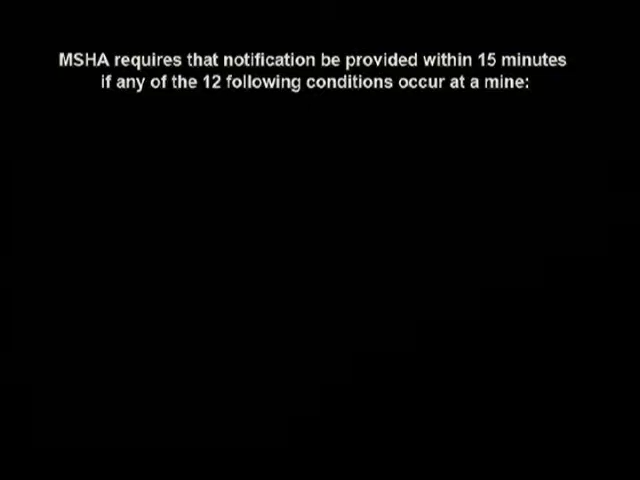 MSHA requires that notification be provided within 15 minutes
if any of the 12 following conditions occur at a mine: